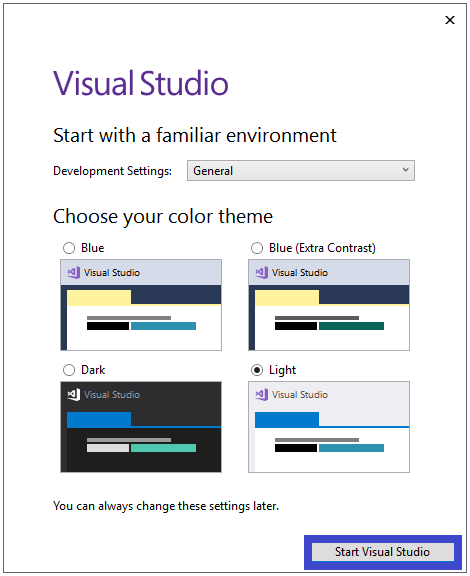 Visual Studio
Start with a familiar environment
Development Settings: General
Choose your color theme
Blue
Blue (Extra Contrast)
Visual Studio
Visual Studio
Dark
Light
Visual Studio
Visual Studio
You can always change these settings later.
Start Visual Studio